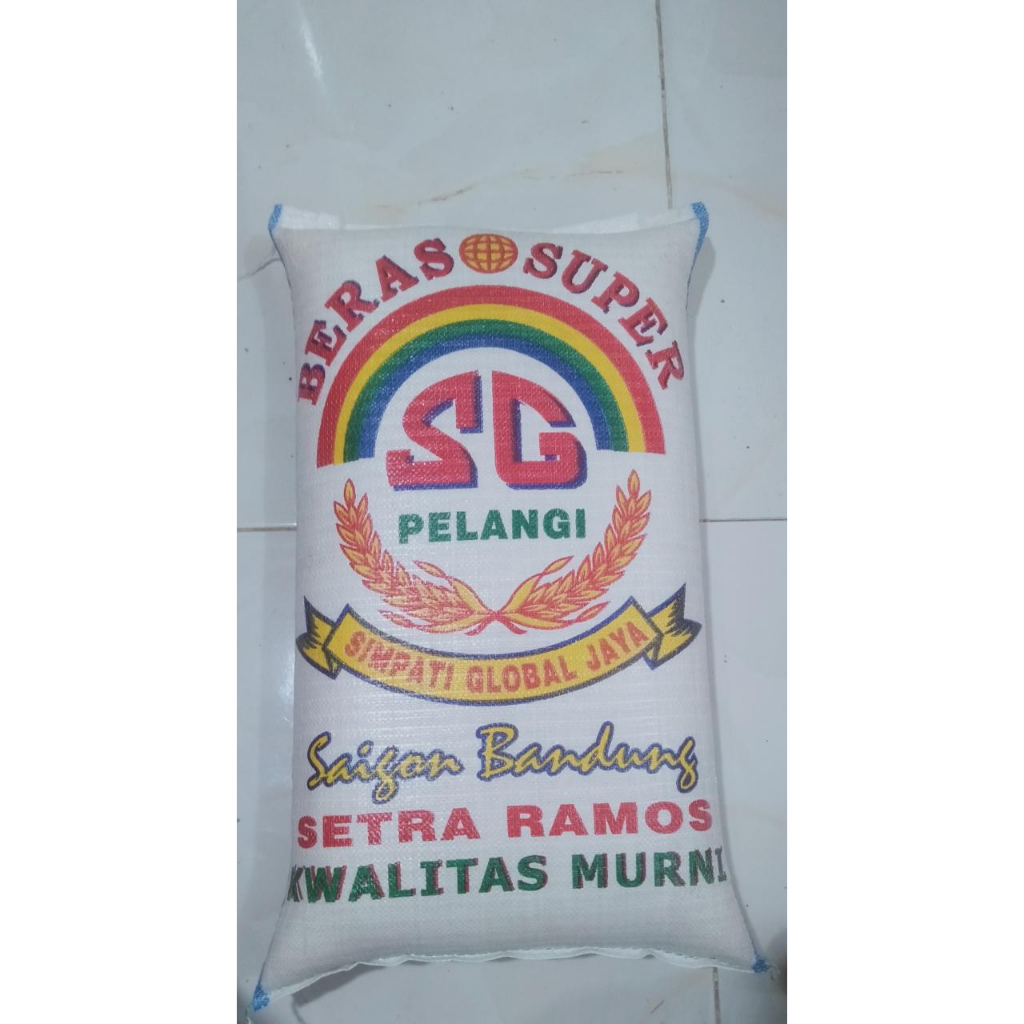 BERAS SUPER
SG
PELANGI
SIMPATI GLOBAL JAYA
Saigon Bandung
SETRA RAMOS
KWALITAS MURNI